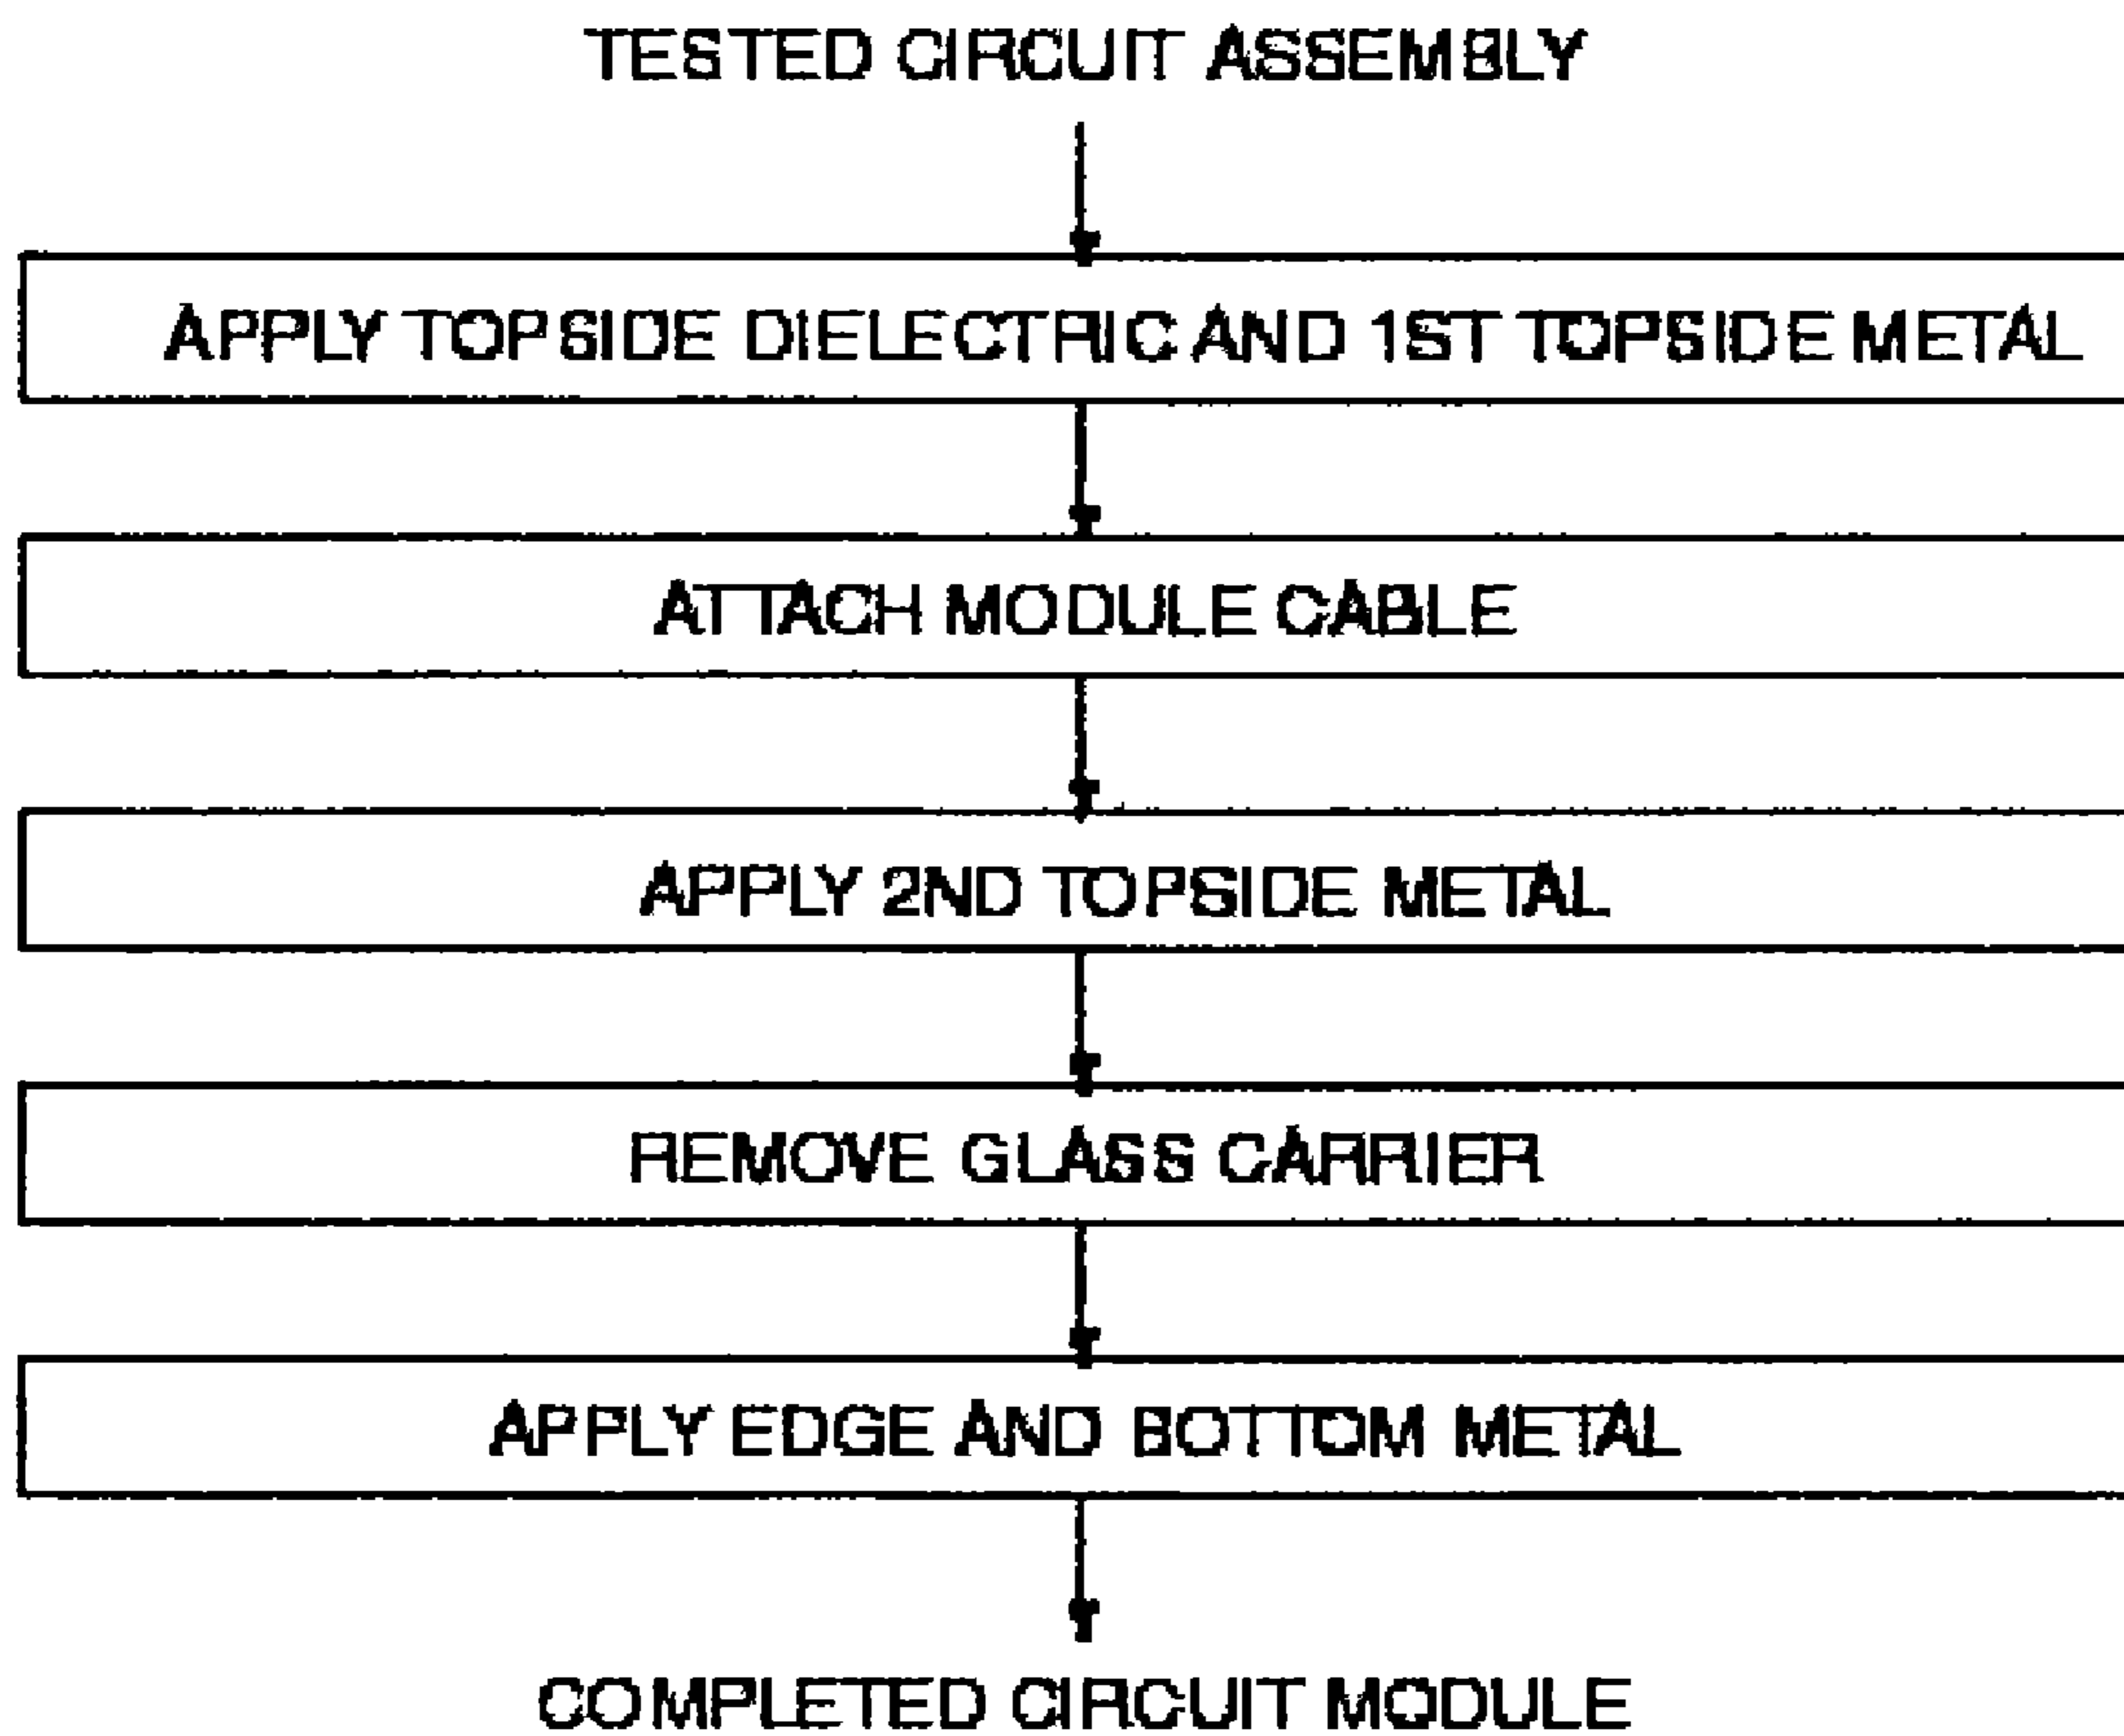 TESTED CIRCUIT ASSEMBLY
APPLY TOPSIDE DIELECTRIC AND 1ST TOPSIDE METAL
ATTACH MODULE CABLE
APPLY 2ND TOPSIDE METAL
REMOVE GLASS CARRIER
APPLY EDGE AND BOTTOM METAL
COMPLETED CIRCUIT MODULE